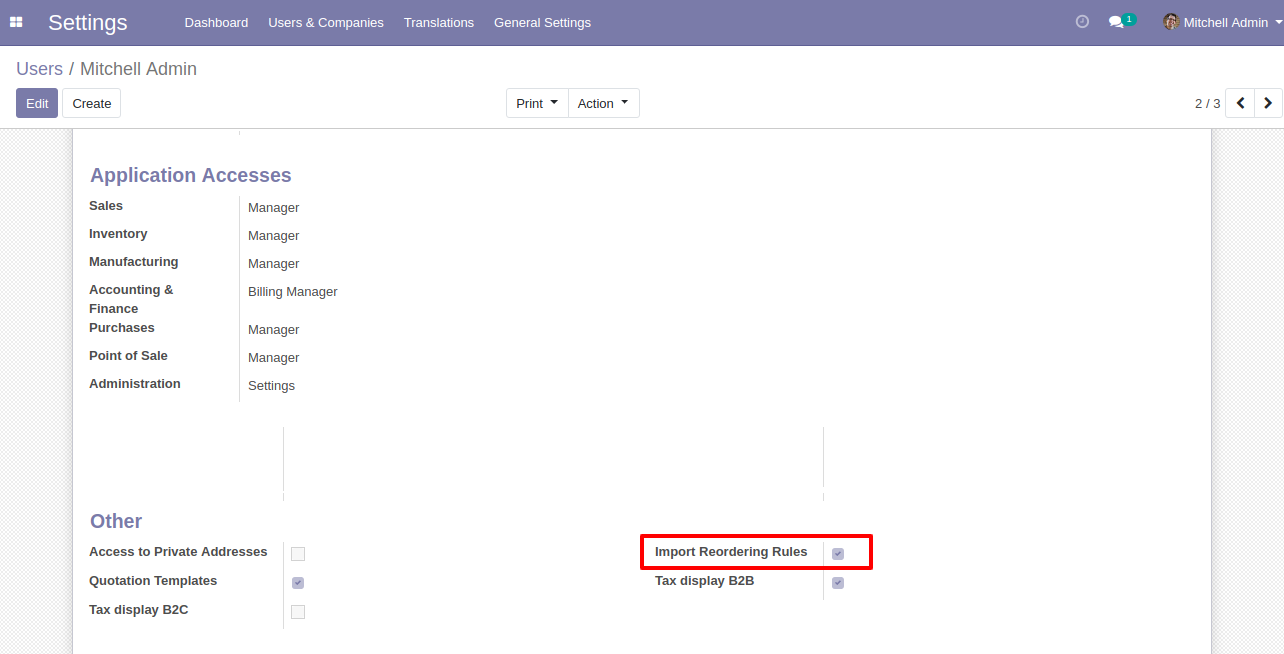 Settings Dashboard Users & Companies Translations General Settings 1 Mitchell Admin
Users / Mitchell Admin
Edit Create Print Action 2 / 3
Application Accesses
Sales Manager
Inventory Manager
Manufacturing Manager
Accounting & Billing Manager
Finance
Purchases Manager
Point of Sale Manager
Administration Settings
Other
Access to Private Addresses Import Reordering Rules
Quotation Templates Tax display B2B
Tax display B2C